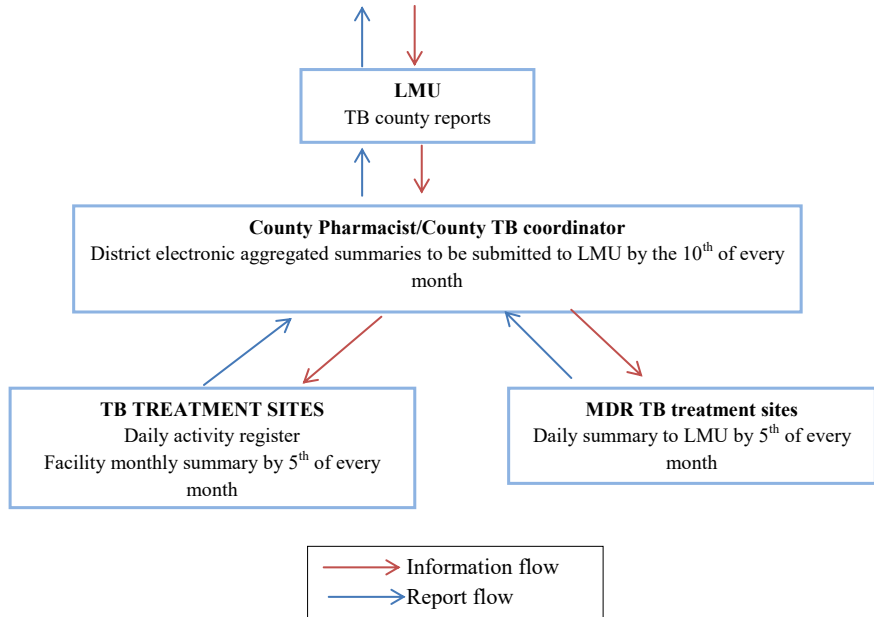 LMU
TB county reports
County Pharmacist/County TB coordinator
District electronic aggregated summaries to be submitted to LMU by the 10th of every
month
TB TREATMENT SITES
Daily activity register
Facility monthly summary by 5th of every
month
MDR TB treatment sites
Daily summary to LMU by 5th of every
month
Information flow
Report flow